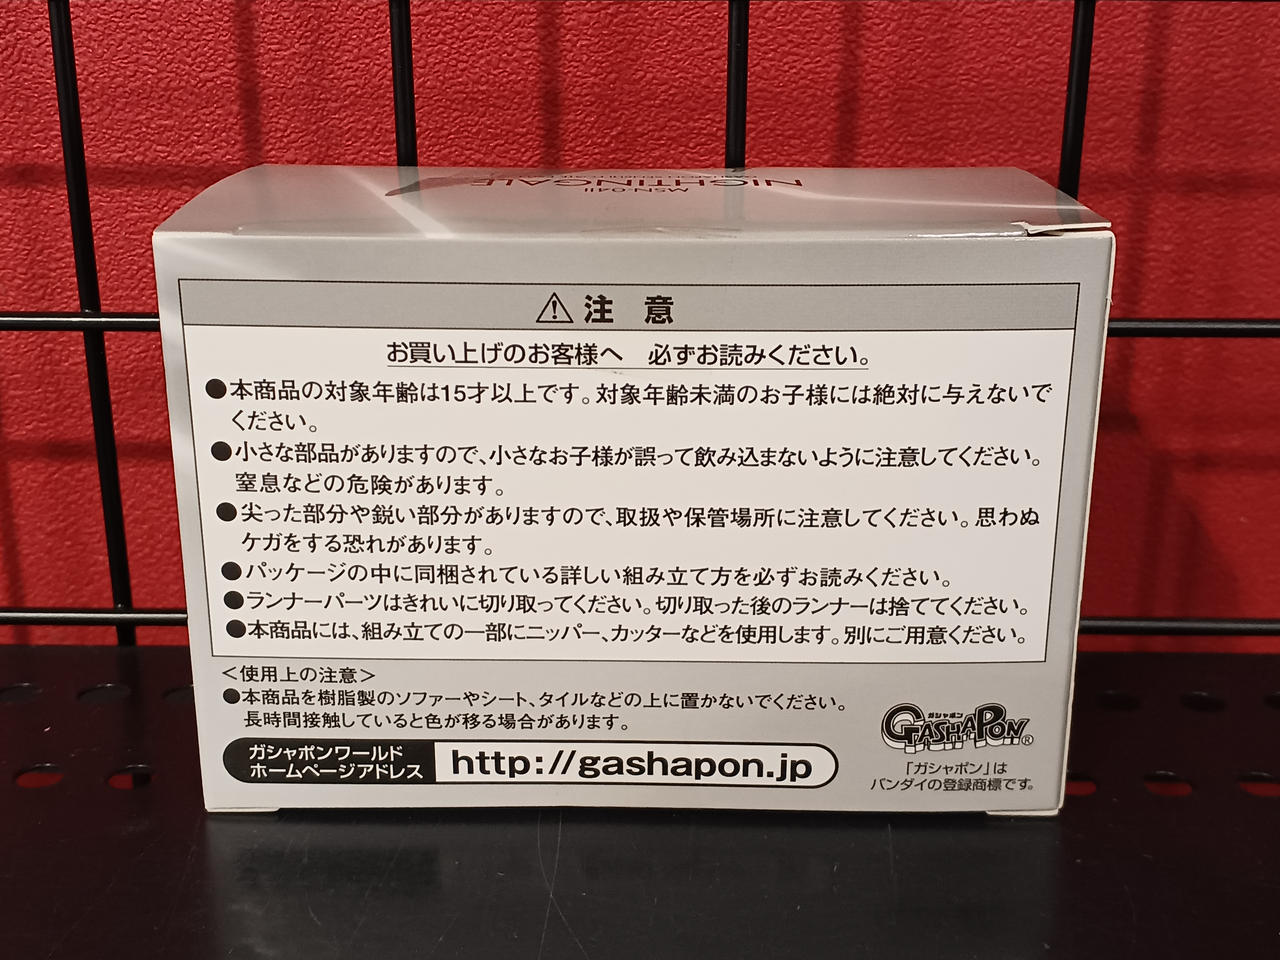 MSN-04II
NIGHTINGALE
⚠注 意
お買い上げのお客様へ 必ずお読みください。
●本商品の対象年齢は15才以上です。対象年齢未満のお子様には絶対に与えないで
ください。
●小さな部品がありますので、小さなお子様が誤って飲み込まないように注意してください。
窒息などの危険があります。
●尖った部分や鋭い部分がありますので、取扱や保管場所に注意してください。思わぬ
ケガをする恐れがあります。
●パッケージの中に同梱されている詳しい組み立て方を必ずお読みください。
●ランナーパーツはきれいに切り取ってください。切り取った後のランナーは捨ててください。
●本商品には、組み立ての一部にニッパー、カッターなどを使用します。別にご用意ください。
＜使用上の注意＞
●本商品を樹脂製のソファーやシート、タイルなどの上に置かないでください。
長時間接触していると色が移る場合があります。
ガシャポンワールド
ホームページアドレス
http://gashapon.jp
ガシャポン
GASHAPON®
「ガシャポン」は
バンダイの登録商標です。